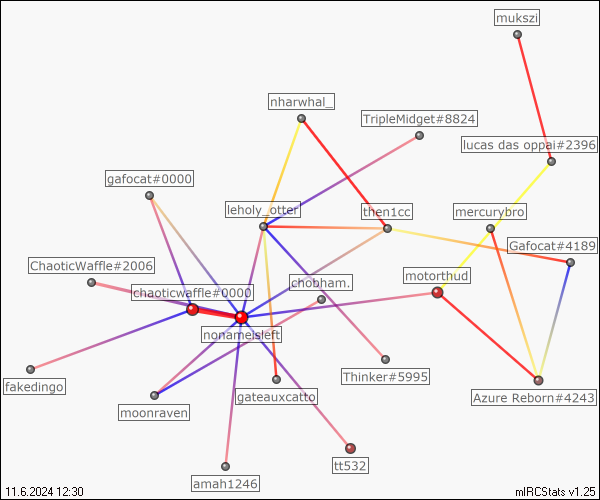 mukszi
nharwhal_
TripleMidget#8824
lucas das oppai#2396
gafocat#0000
leholy_otter
then1cc
mercurybro
Gafocat#4189
ChaoticWaffle#2006
chaoticwaffle#0000
chobham.
motorthud
nonameisleft
Thinker#5995
fakedingo
moonraven
gateauxcatto
Azure Reborn#4243
tt532
amah1246
11.6.2024 12:30
mIRCStats v1.25